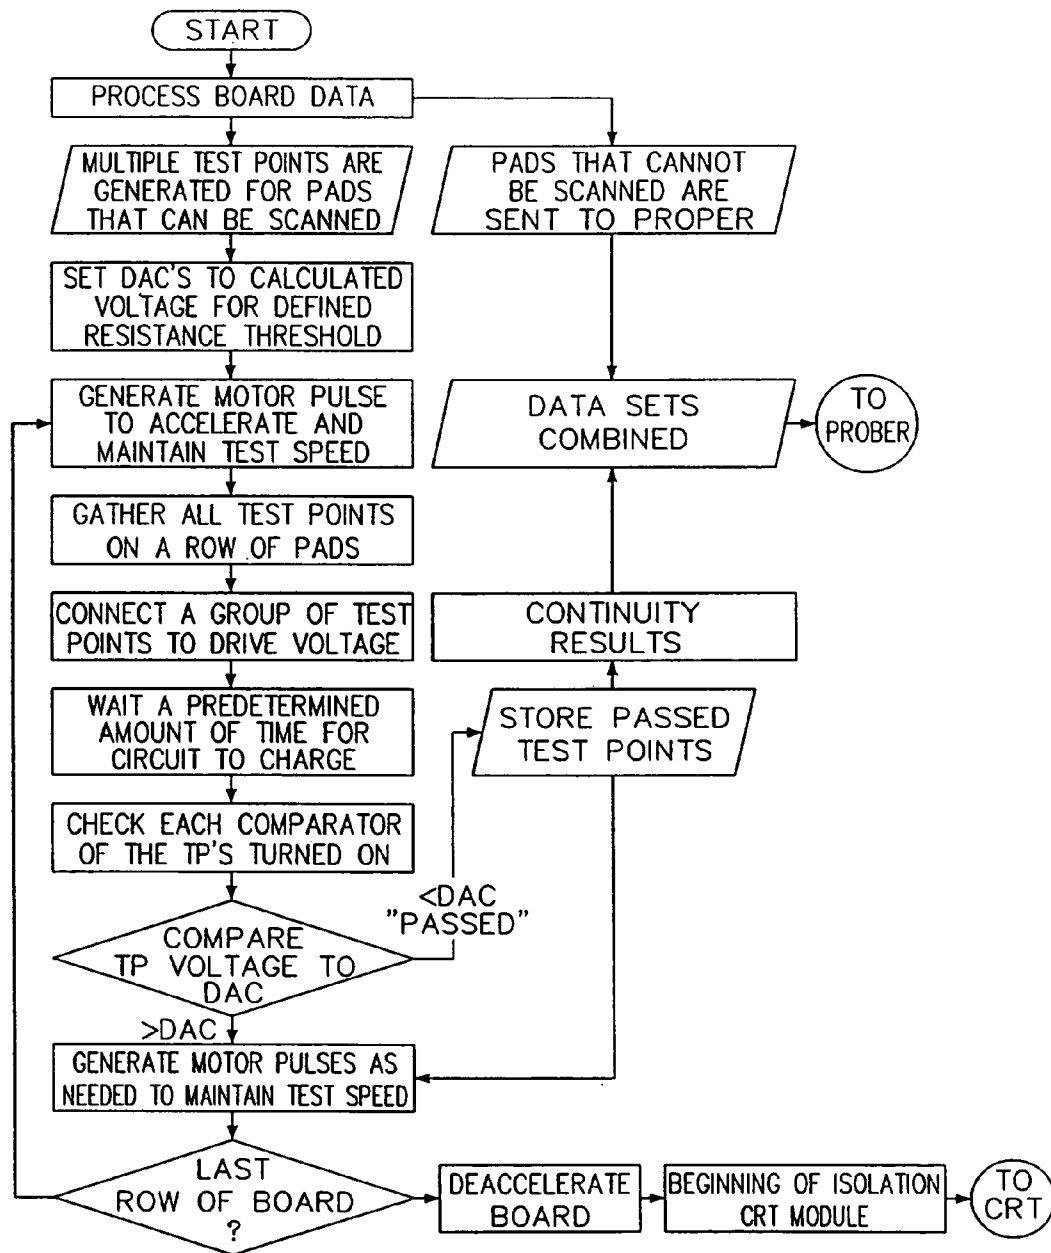 START
PROCESS BOARD DATA
MULTIPLE TEST POINTS ARE
GENERATED FOR PADS
THAT CAN BE SCANNED
PADS THAT CANNOT
BE SCANNED ARE
SENT TO PROPER
SET DAC'S TO CALCULATED
VOLTAGE FOR DEFINED
RESISTANCE THRESHOLD
GENERATE MOTOR PULSE
TO ACCELERATE AND
MAINTAIN TEST SPEED
DATA SETS
COMBINED
TO
PROBER
GATHER ALL TEST POINTS
ON A ROW OF PADS
CONNECT A GROUP OF TEST
POINTS TO DRIVE VOLTAGE
CONTINUITY
RESULTS
WAIT A PREDETERMINED
AMOUNT OF TIME FOR
CIRCUIT TO CHARGE
STORE PASSED
TEST POINTS
CHECK EACH COMPARATOR
OF THE TP'S TURNED ON
<DAC
"PASSED"
COMPARE
TP VOLTAGE TO
DAC
>DAC
GENERATE MOTOR PULSES AS
NEEDED TO MAINTAIN TEST SPEED
LAST
ROW OF BOARD
?
DEACCELERATE
BOARD
BEGINNING OF ISOLATION
CRT MODULE
TO
CRT